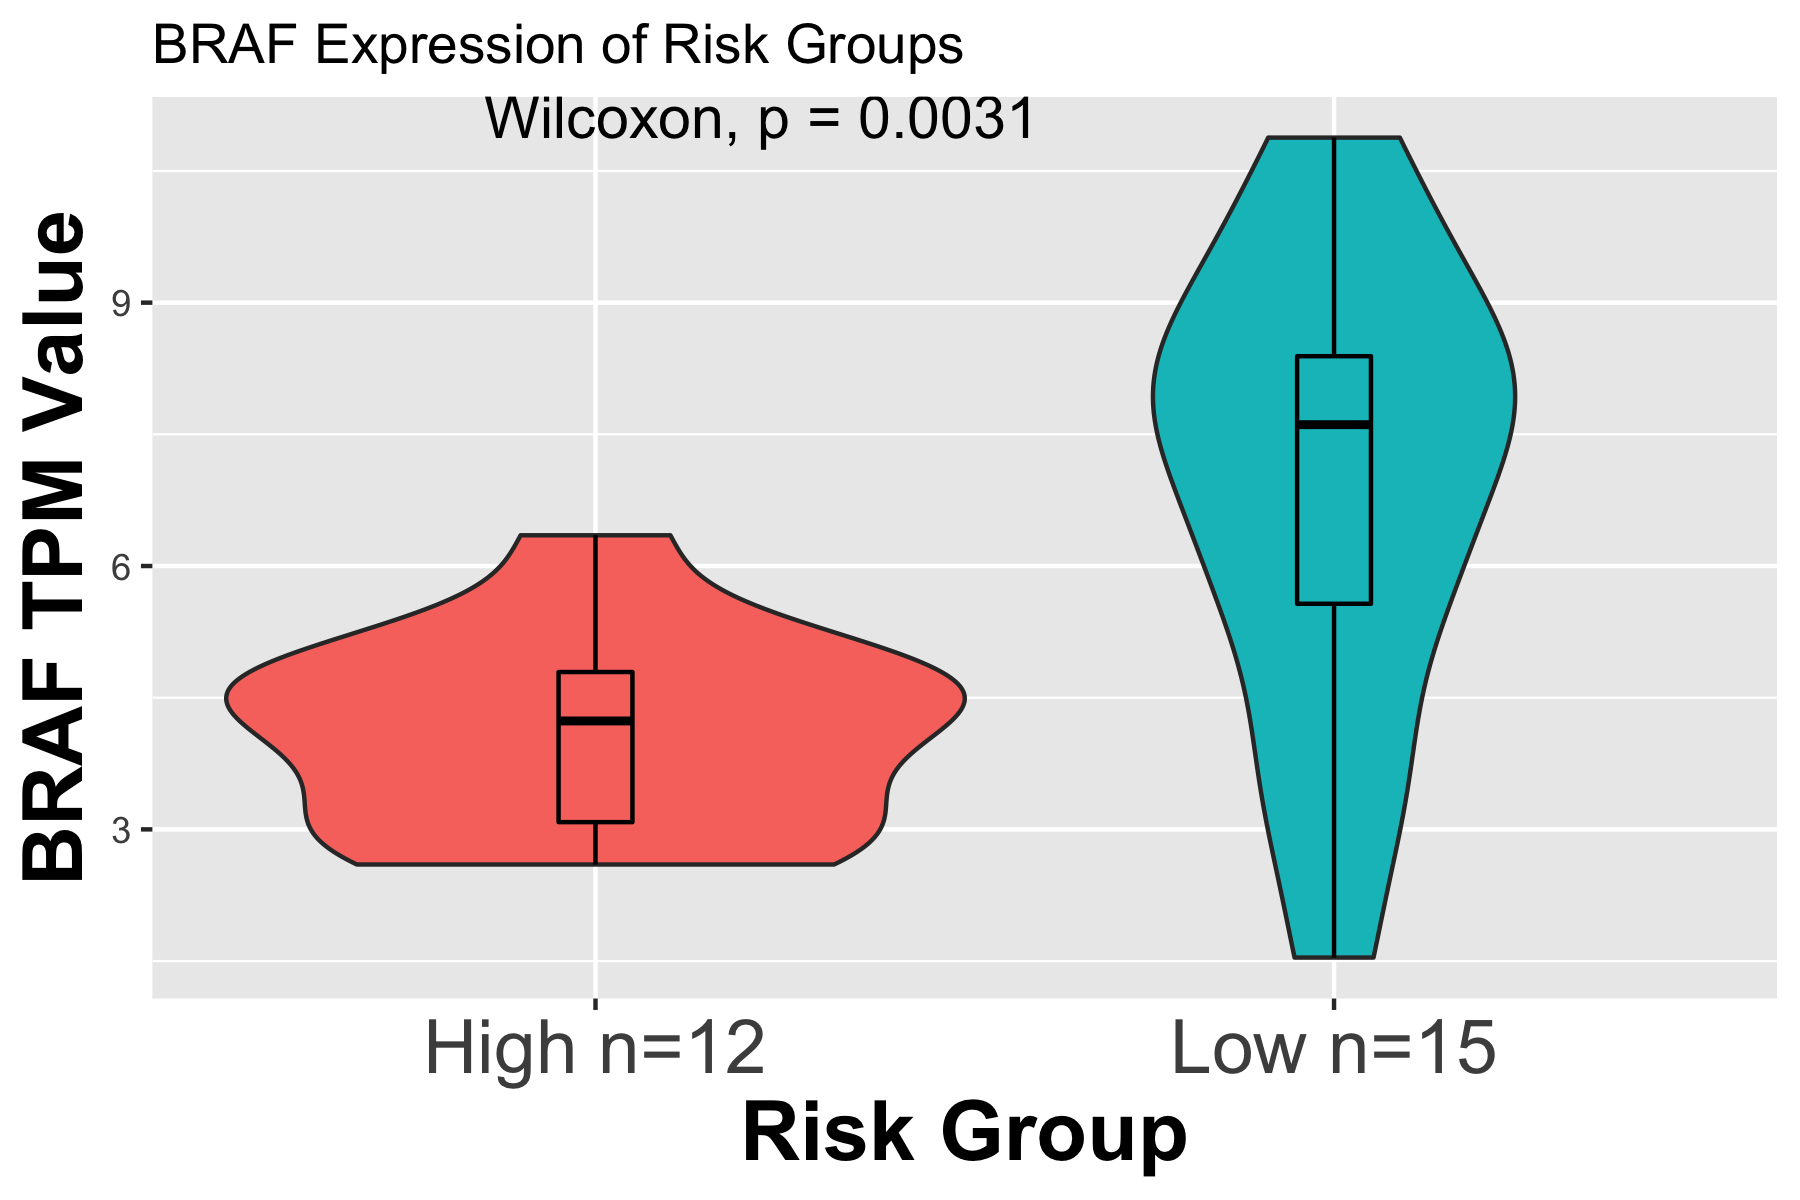 BRAF Expression of Risk Groups
Wilcoxon, p = 0.0031
BRAF TPM Value
9
6
3
High n=12
Low n=15
Risk Group